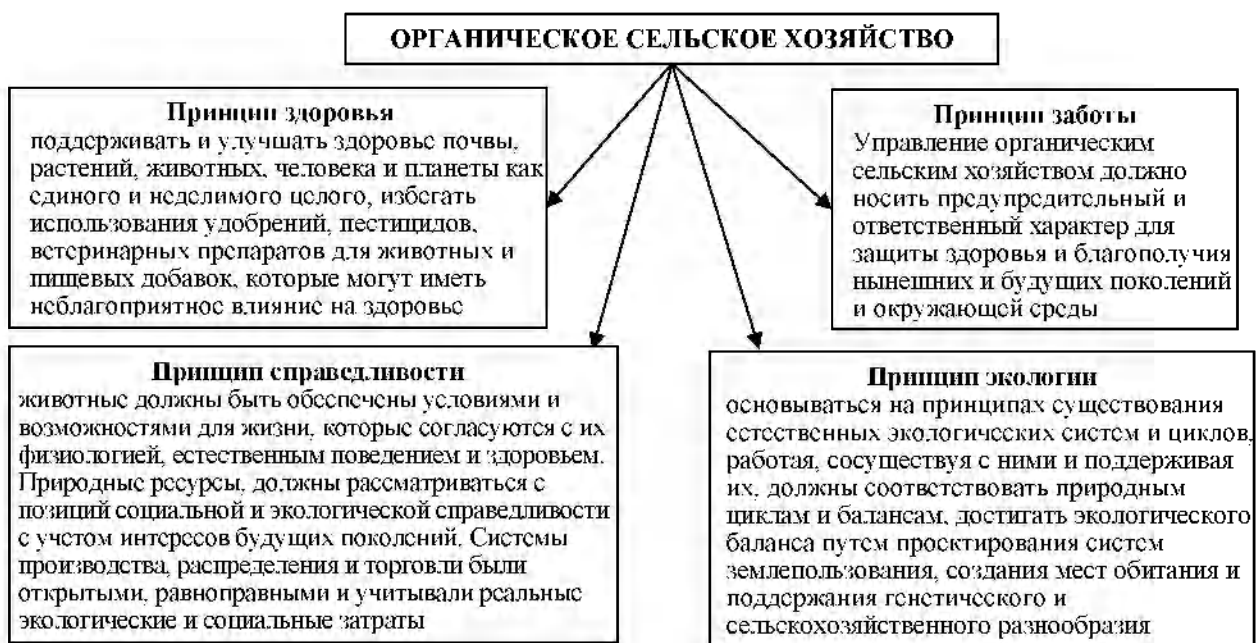 ОРГАНИЧЕСКОЕ СЕЛЬСКОЕ ХОЗЯЙСТВО
Принцип здоровья
поддерживать и улучшать здоровье почвы,
растений, животных, человека и планеты как
единого и неделимого целого, избегать
использования удобрений, пестицидов,
ветеринарных препаратов для животных и
пищевых добавок, которые могут иметь
неблагоприятное влияние на здоровье
Принцип заботы
Управление органическим
сельским хозяйством должно
носить предупредительный и
ответственный характер для
защиты здоровья и благополучия
нынешних и будущих поколений
и окружающей среды
Принцип справедливости
животные должны быть обеспечены условиями и
возможностями для жизни, которые согласуются с их
физиологией, естественным поведением и здоровьем.
Природные ресурсы, должны рассматриваться с
позиций социальной и экологической справедливости
с учетом интересов будущих поколений. Системы
производства, распределения и торговли были
открытыми, равноправными и учитывали реальные
экологические и социальные затраты
Принцип экологии
основываться на принципах существования
естественных экологических систем и циклов,
работая, сосуществуя с ними и поддерживая
их, должны соответствовать природным
циклам и балансам, достигать экологического
баланса путем проектирования систем
землепользования, создания мест обитания и
поддержания генетического и
сельскохозяйственного разнообразия